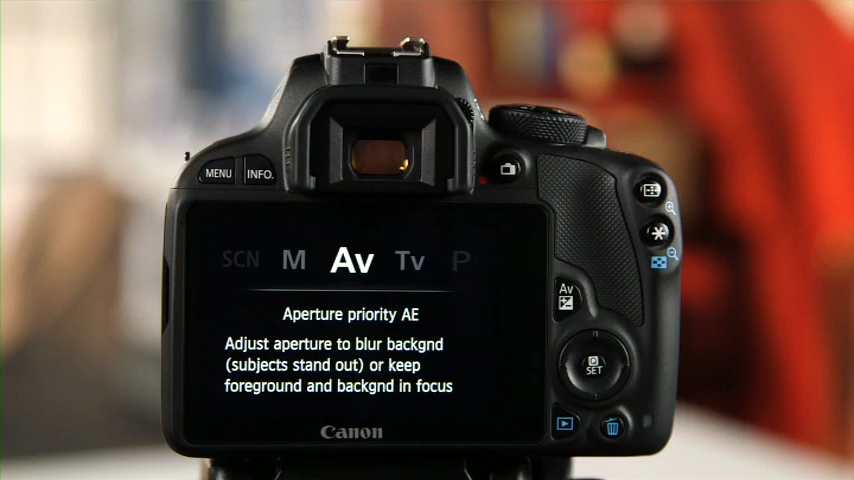 MENU INFO.
SCN M Av Tv P
Aperture priority AE
Adjust aperture to blur backgnd
(subjects stand out) or keep
foreground and backgnd in focus
Av
Q
SET
Canon